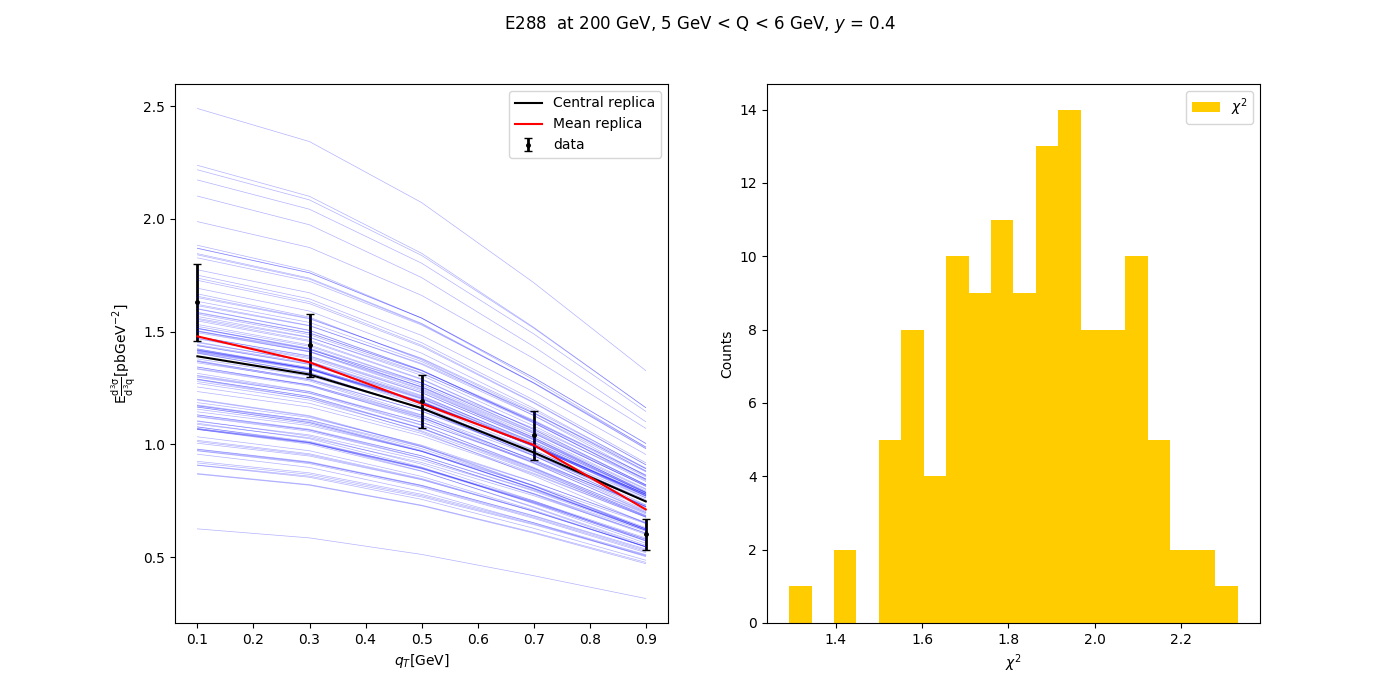 E288  at 200 GeV, 5 GeV < Q < 6 GeV, y = 0.4
Central replica
Mean replica
data
2.5
2.0
1.5
1.0
0.5
E d³σ/d³q [pbGeV⁻²]
0.1 0.2 0.3 0.4 0.5 0.6 0.7 0.8 0.9
q_T[GeV]
χ²
14
12
10
8
6
4
2
0
Counts
1.4 1.6 1.8 2.0 2.2
χ²